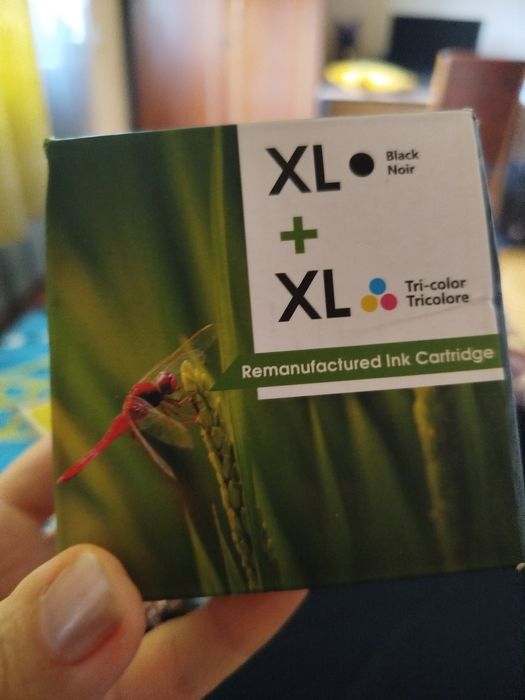 XL
Black
Noir
+
XL
Tri-color
Tricolore
Remanufactured Ink Cartridge